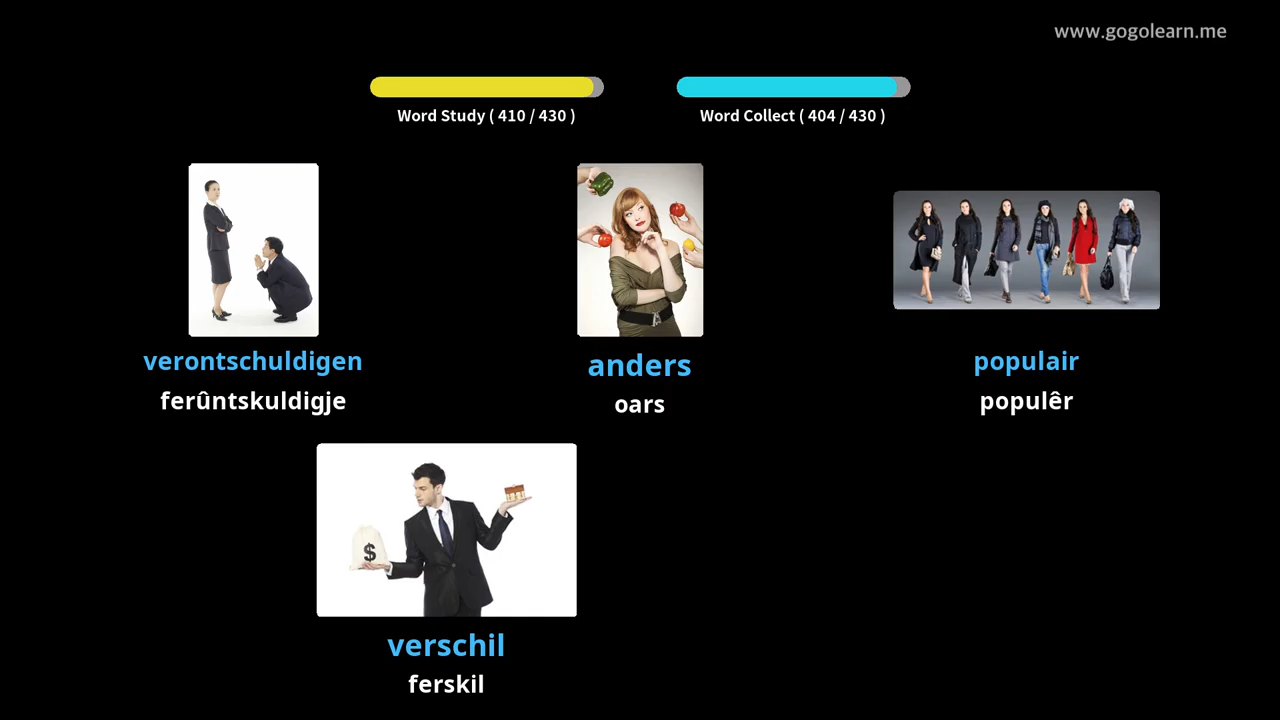 www.gogolearn.me
Word Study ( 410 / 430 )
Word Collect ( 404 / 430 )
verontschuldigen
ferûntskuldigje
anders
oars
populair
populêr
$
verschil
ferskil